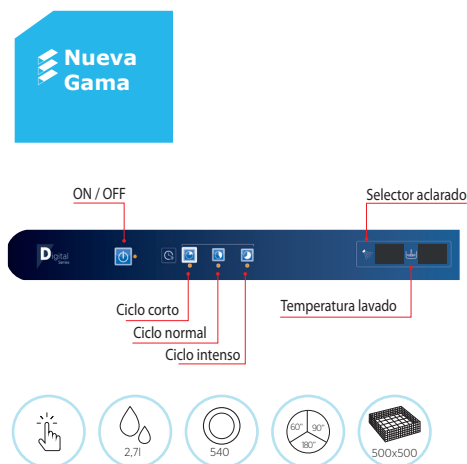 Nueva
Gama
ON / OFF
Selector aclarado
Digital
Series
Ciclo corto
Temperatura lavado
Ciclo normal
Ciclo intenso
2,7l
540
60"
90"
180"
500x500